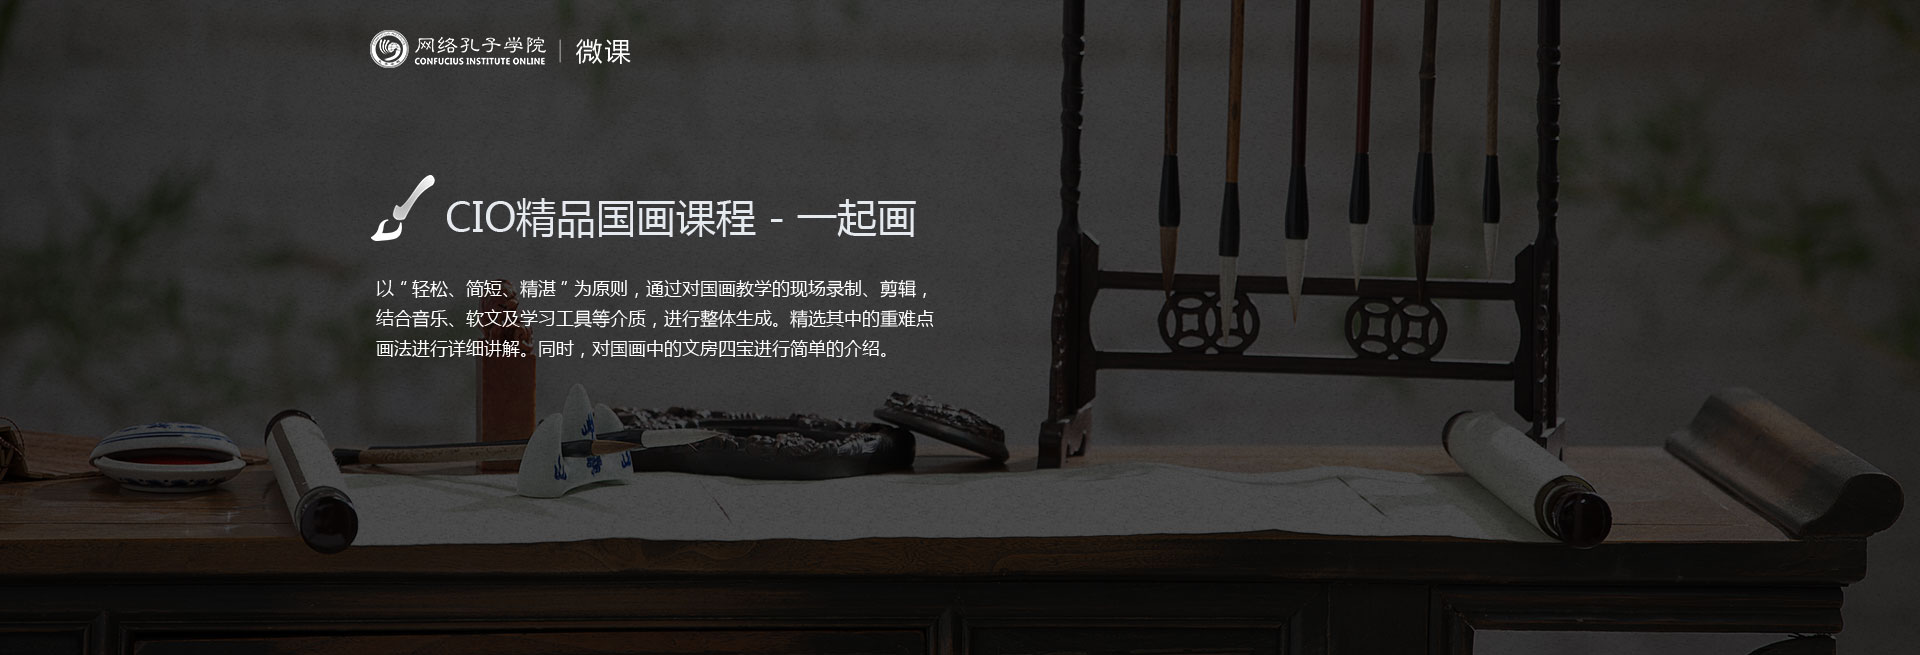 网络孔子学院
CONFUCIUS INSTITUTE ONLINE
微课
CIO精品国画课程 - 一起画
以“轻松、简短、精湛”为原则，通过对国画教学的现场录制、剪辑，
结合音乐、软文及学习工具等介质，进行整体生成。精选其中的重难点
画法进行详细讲解。同时，对国画中的文房四宝进行简单的介绍。